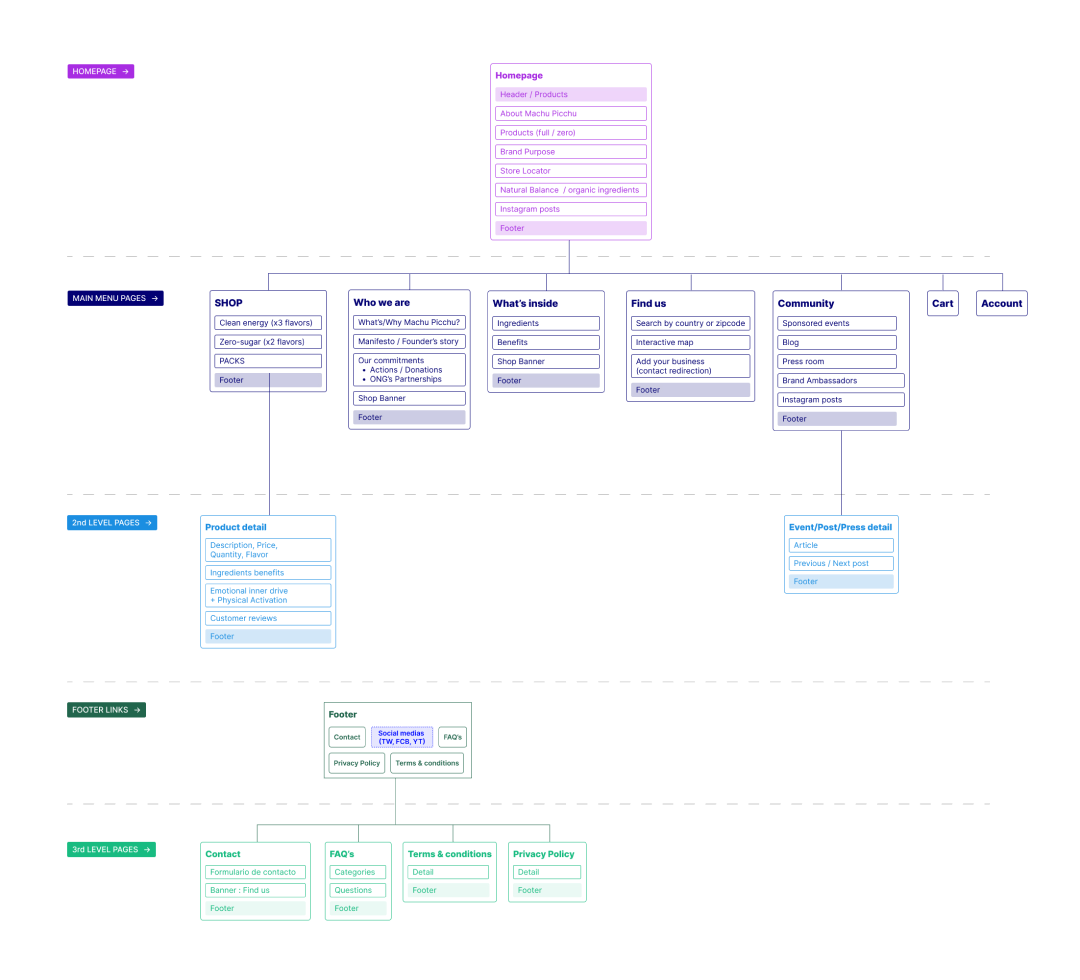 HOMEPAGE →
Homepage
Header / Products
About Machu Picchu
Products (full / zero)
Brand Purpose
Store Locator
Natural Balance / organic ingredients
Instagram posts
Footer
MAIN MENU PAGES →
SHOP
Clean energy (x3 flavors)
Zero-sugar (x2 flavors)
PACKS
Footer
Who we are
What's/Why Machu Picchu?
Manifesto / Founder's story
Our commitments
• Actions / Donations
• ONG's Partnerships
Shop Banner
Footer
What's inside
Ingredients
Benefits
Shop Banner
Footer
Find us
Search by country or zipcode
Interactive map
Add your business
(contact redirection)
Footer
Community
Sponsored events
Blog
Press room
Brand Ambassadors
Instagram posts
Footer
Cart
Account
2nd LEVEL PAGES →
Product detail
Description, Price,
Quantity, Flavor
Ingredients benefits
Emotional inner drive
+ Physical Activation
Customer reviews
Footer
Event/Post/Press detail
Article
Previous / Next post
Footer
FOOTER LINKS →
Footer
Contact
Social medias
(TW, FCB, YT)
FAQ's
Privacy Policy
Terms & conditions
3rd LEVEL PAGES →
Contact
Formulario de contacto
Banner : Find us
Footer
FAQ's
Categories
Questions
Footer
Terms & conditions
Detail
Footer
Privacy Policy
Detail
Footer